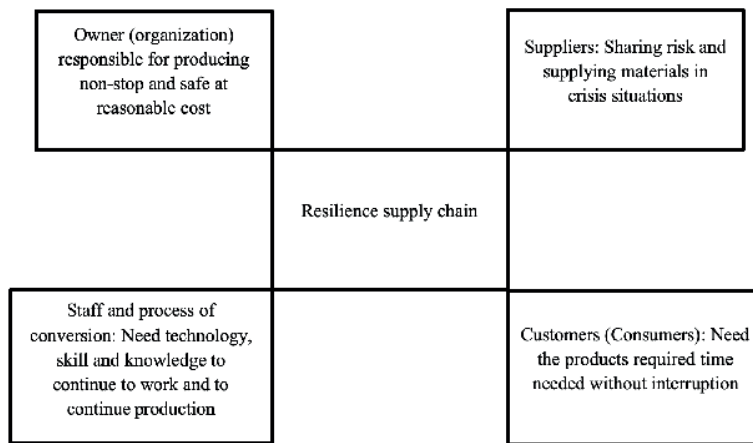 Owner (organization)
responsible for producing
non-stop and safe at
reasonable cost
Suppliers: Sharing risk and
supplying materials in
crisis situations
Resilience supply chain
Staff and process of
conversion: Need technology,
skill and knowledge to
continue to work and to
continue production
Customers (Consumers): Need
the products required time
needed without interruption